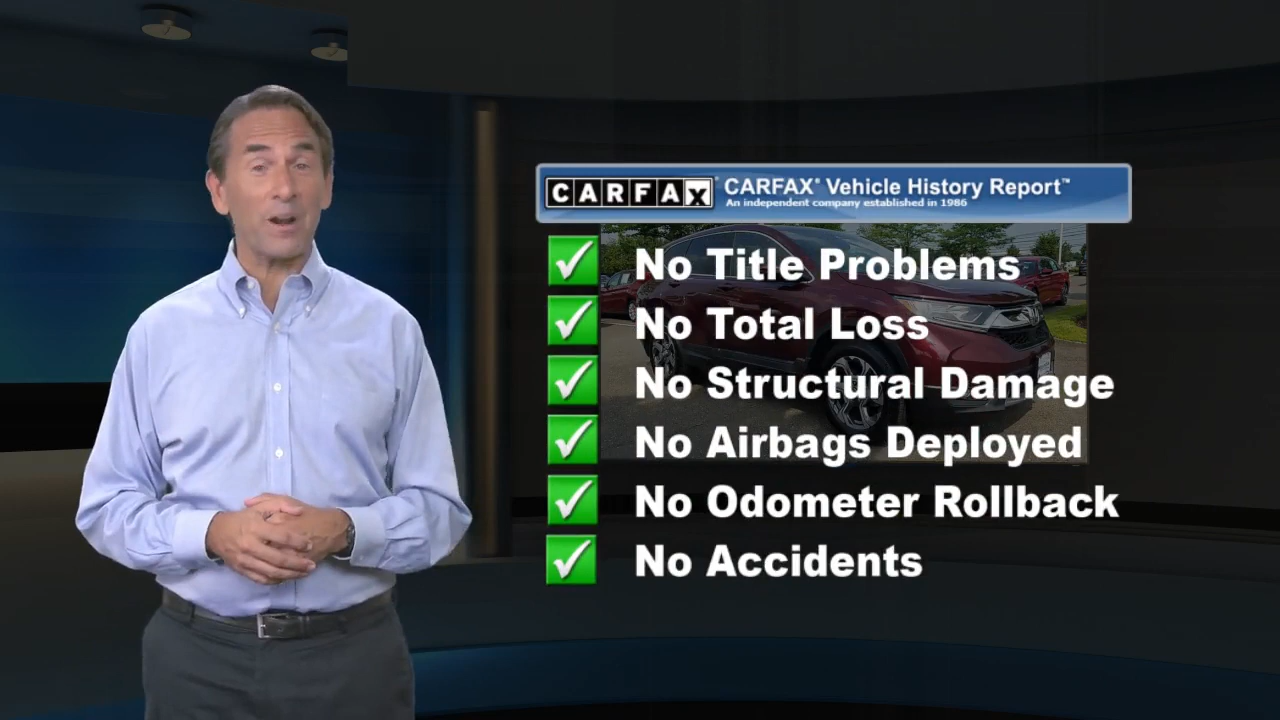 CARFAX
CARFAX® Vehicle History Report™
An independent company established in 1986
No Title Problems
No Total Loss
No Structural Damage
No Airbags Deployed
No Odometer Rollback
No Accidents